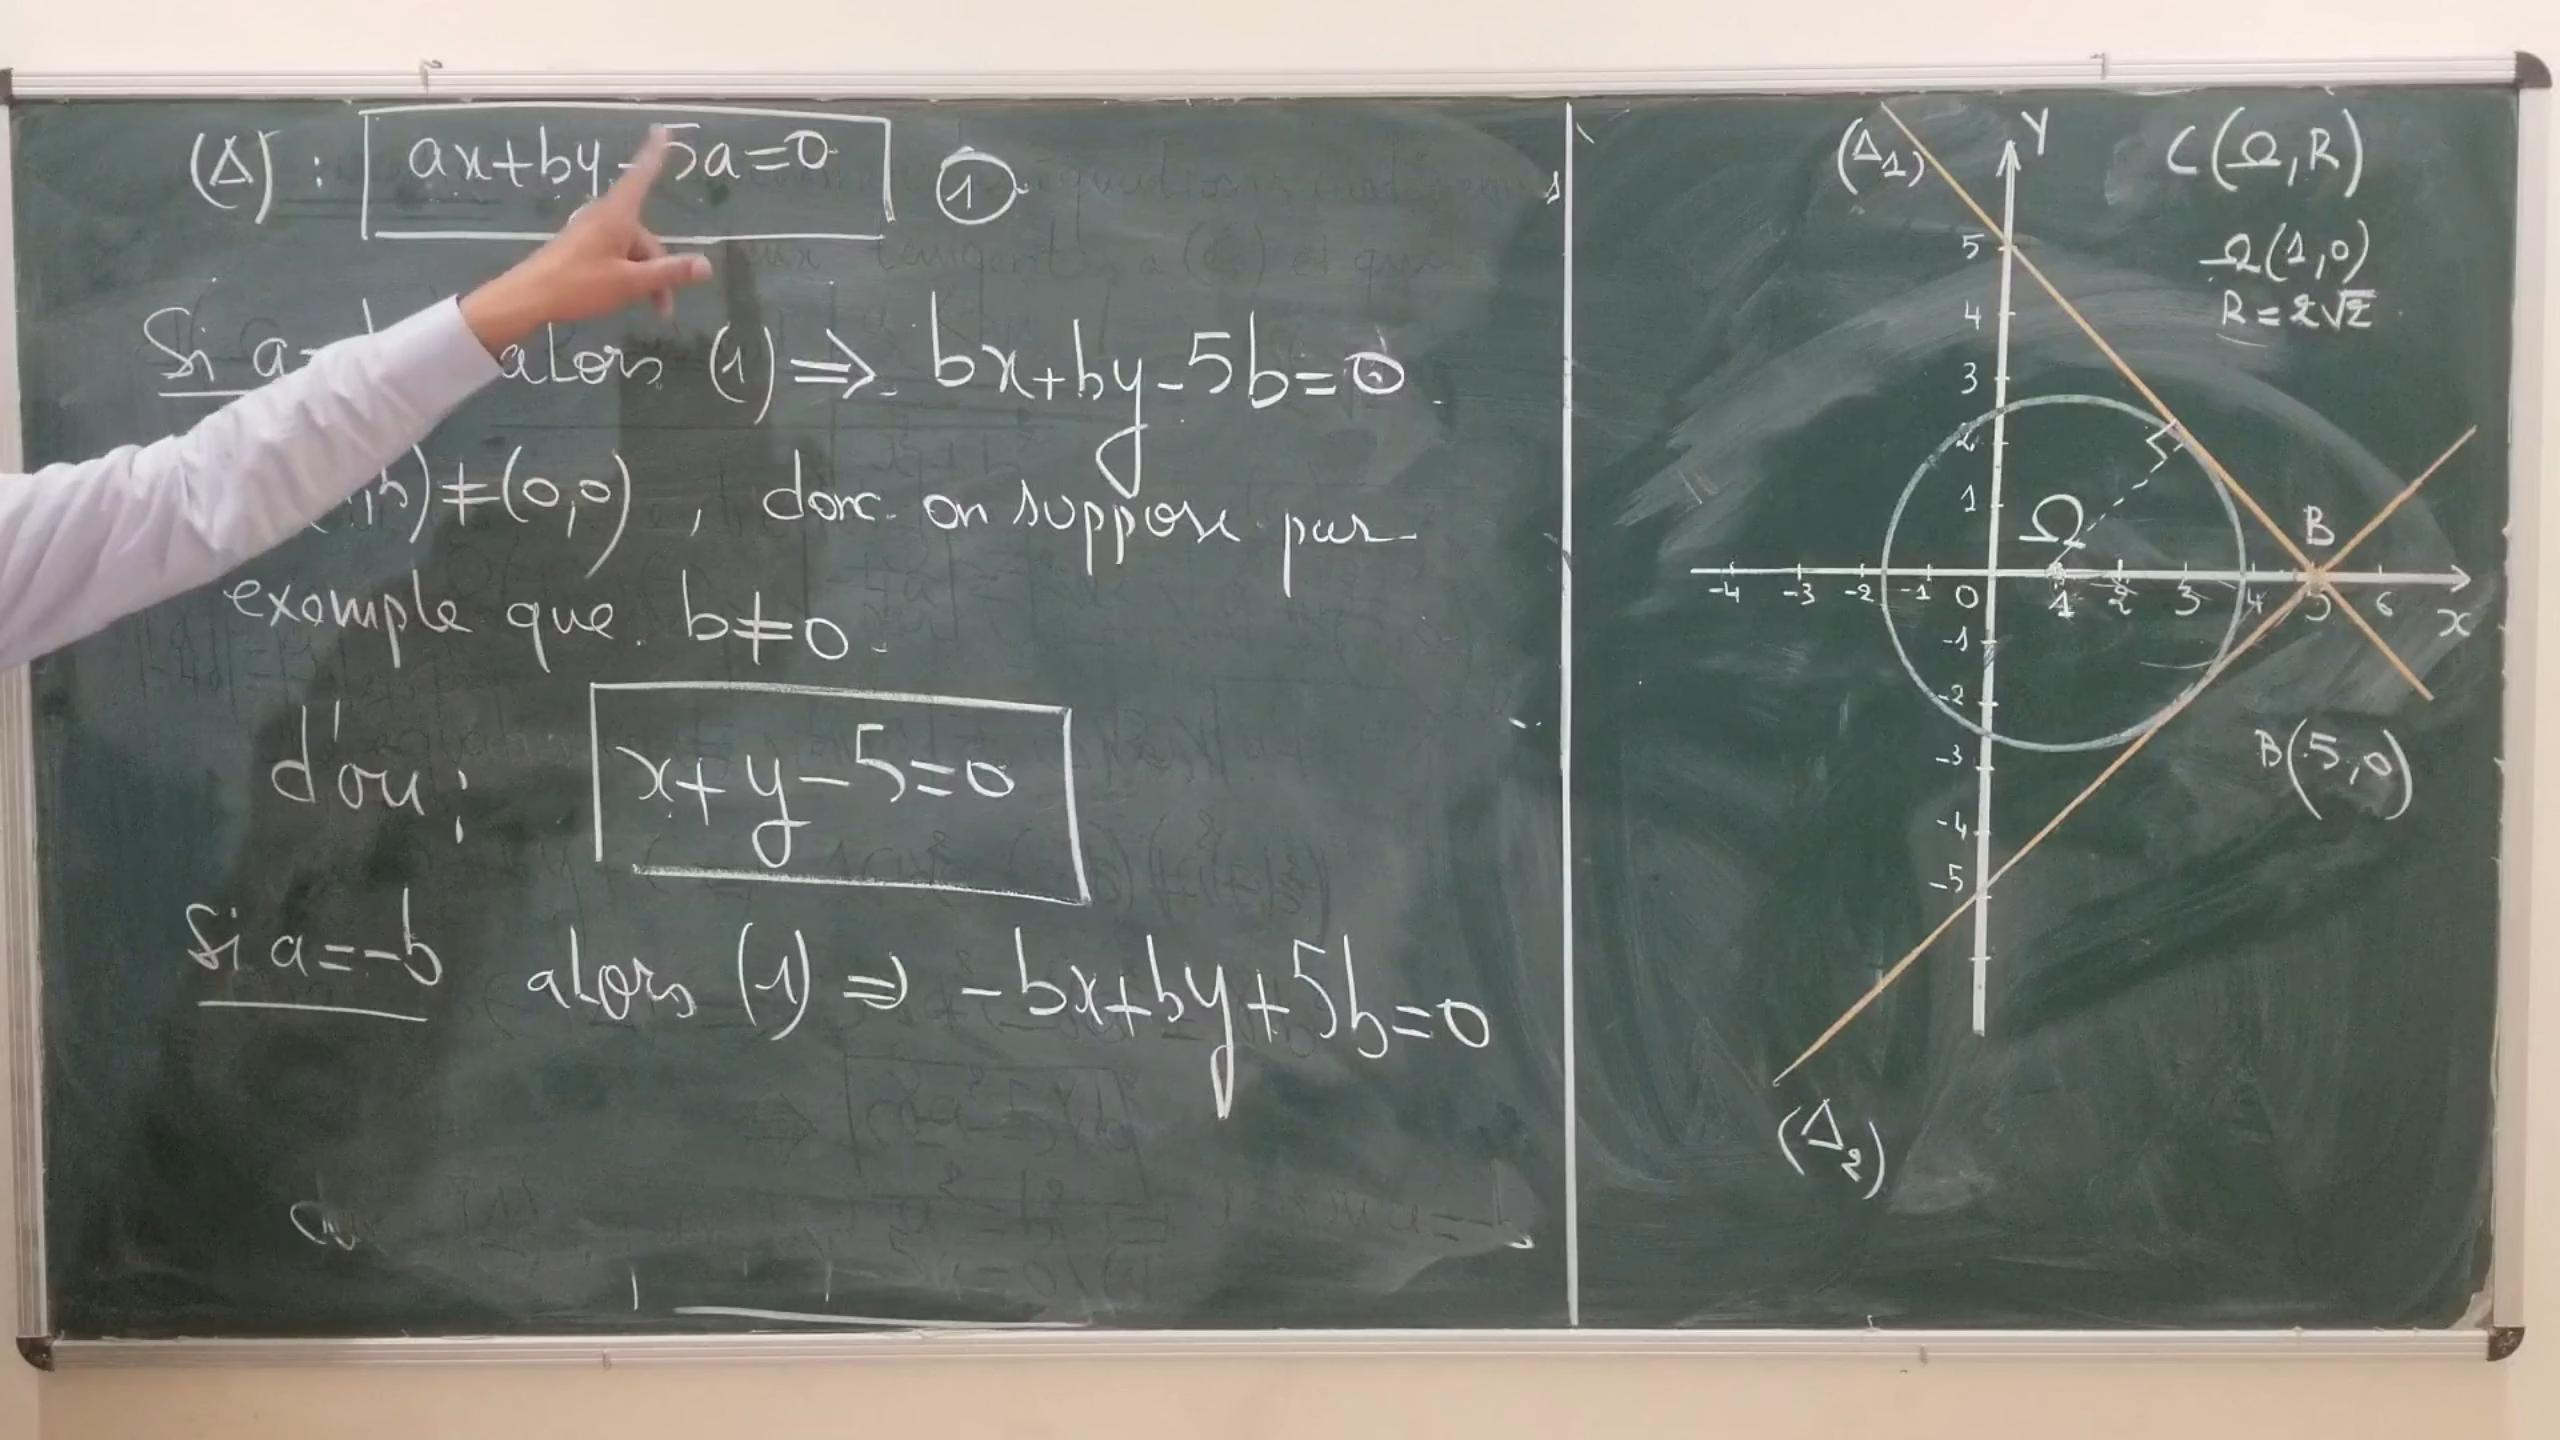 (Δ) : ax+by-5a=0 ①
Si a= alors (1) ⇒ bx+by-5b=0
,b)≠(0,0), donc on suppose par
exemple que b≠0.
d'où : x+y-5=0
Si a=-b alors (1) ⇒ -bx+by+5b=0
(Δ₁) Y C(Ω,R)
Ω(1,0)
R=2√2
5
4
3
2
1
Ω B
-4 -3 -2 -1 0 1 2 3 4 5 6 x
-1
-2
-3
-4
-5
B(5,0)
(Δ₂)